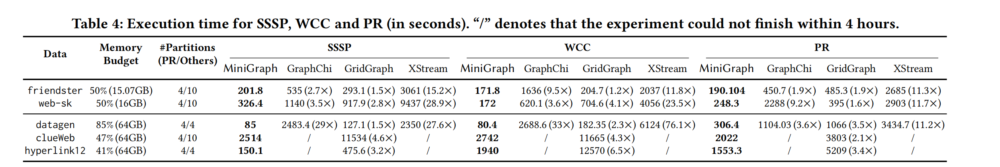 Table 4: Execution time for SSSP, WCC and PR (in seconds). “/” denotes that the experiment could not finish within 4 hours.
Data Memory Budget #Partitions (PR/Others) SSSP WCC PR
MiniGraph GraphChi GridGraph XStream MiniGraph GraphChi GridGraph XStream MiniGraph GraphChi GridGraph XStream
friendster 50% (15.07GB) 4/10 201.8 535 (2.7×) 293.1 (1.5×) 3061 (15.2×) 171.8 1636 (9.5×) 204.7 (1.2×) 2037 (11.8×) 190.104 450.7 (1.9×) 485.3 (1.9×) 2685 (11.3×)
web-sk 50% (16GB) 4/10 326.4 1140 (3.5×) 917.9 (2.8×) 9437 (28.9×) 172 620.1 (3.6×) 704.6 (4.1×) 4056 (23.5×) 248.3 2288 (9.2×) 395 (1.6×) 2903 (11.7×)
datagen 85% (64GB) 4/4 85 2483.4 (29×) 127.1 (1.5×) 2350 (27.6×) 80.4 2688.6 (33×) 182.35 (2.3×) 6124 (76.1×) 306.4 1104.03 (3.6×) 1066 (3.5×) 3434.7 (11.2×)
clueWeb 47% (64GB) 4/10 2514 / 11534 (4.6×) / 2742 / 11665 (4.3×) / 2022 / 3803 (2.1×) /
hyperlink12 41% (64GB) 4/4 150.1 / 475.6 (3.2×) / 1940 / 12570 (6.5×) / 1553.3 / 5209 (3.4×) /